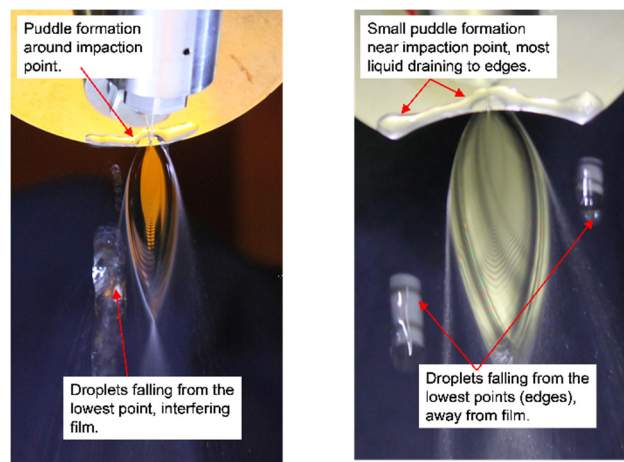 Puddle formation
around impaction
point.
Droplets falling from the
lowest point, interfering
film.
Small puddle formation
near impaction point, most
liquid draining to edges.
Droplets falling from the
lowest points (edges),
away from film.